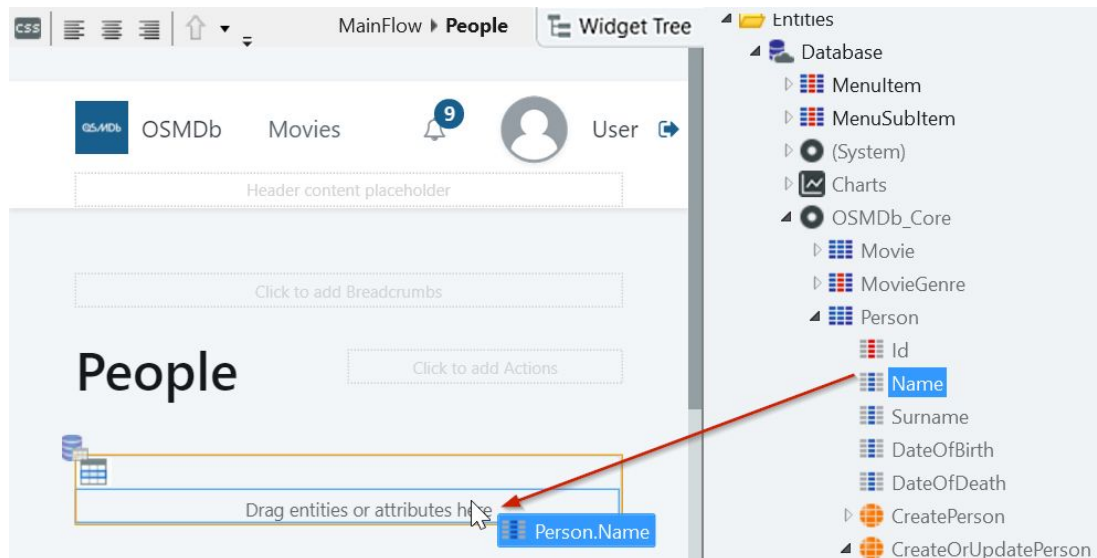 css
MainFlow People
Widget Tree
OSMDb
OSMDb
Movies
9
User
Header content placeholder
Click to add Breadcrumbs
People
Click to add Actions
Drag entities or attributes here
Person.Name
Entities
Database
MenuItem
MenuSubItem
(System)
Charts
OSMDb_Core
Movie
MovieGenre
Person
Id
Name
Surname
DateOfBirth
DateOfDeath
CreatePerson
CreateOrUpdatePerson